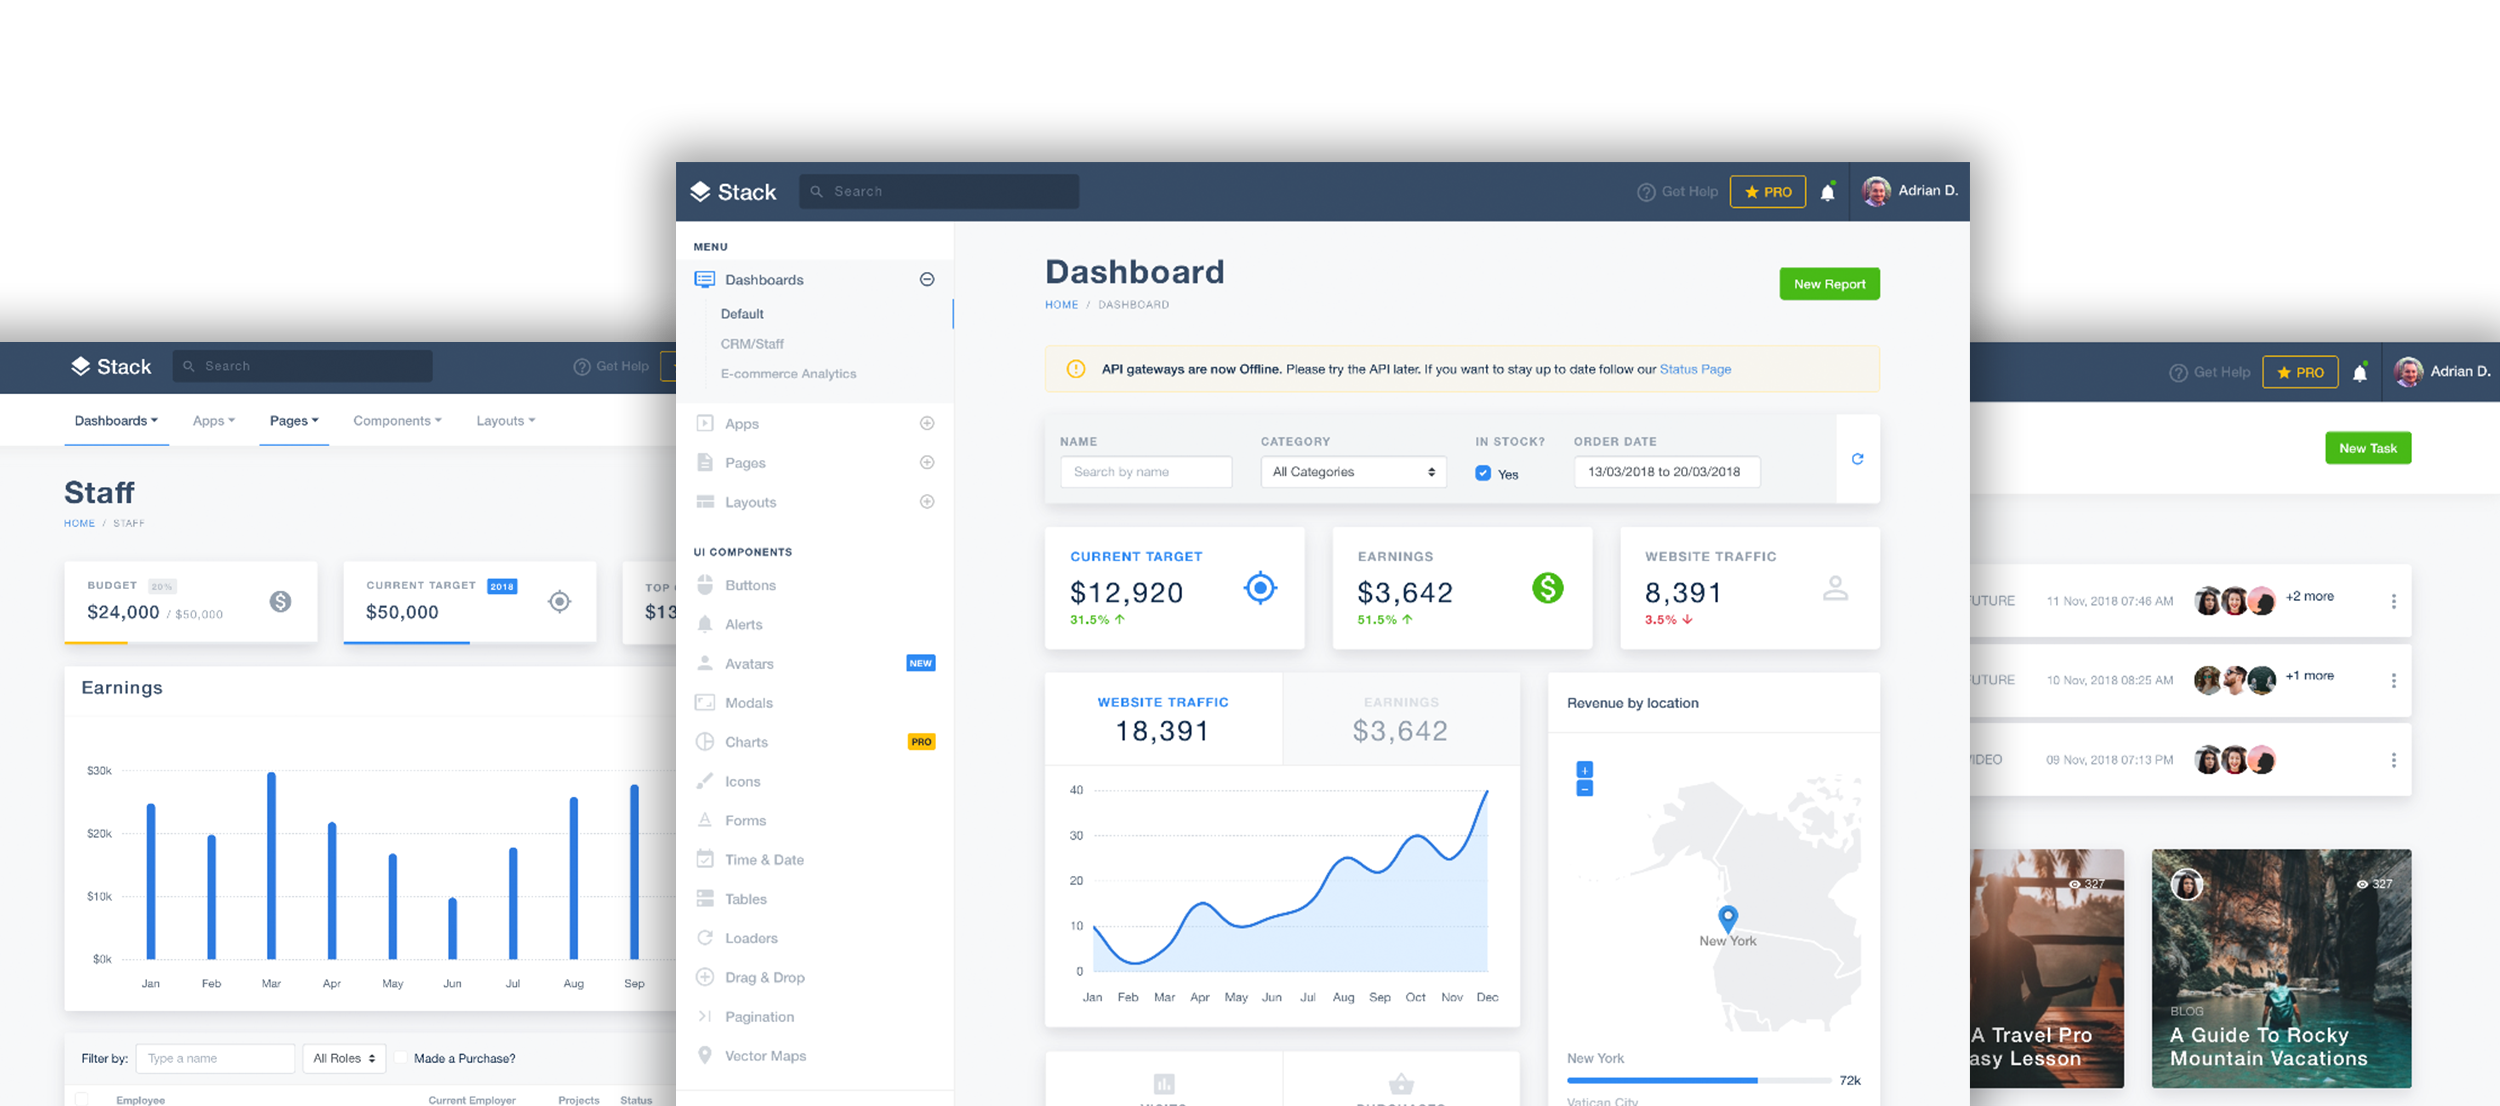 Stack
Search
Get Help
Dashboards
Apps
Pages
Components
Layouts
Staff
HOME / STAFF
BUDGET 20%
$24,000 / $50,000
CURRENT TARGET 2018
$50,000
TOP
$13
Earnings
$30k
$20k
$10k
$0k
Jan Feb Mar Apr May Jun Jul Aug Sep
Filter by: Type a name All Roles Made a Purchase?
Employee Current Employer Projects Status
Stack
Search
Get Help
PRO
Adrian D.
MENU
Dashboards
Default
CRM/Staff
E-commerce Analytics
Apps
Pages
Layouts
UI COMPONENTS
Buttons
Alerts
Avatars NEW
Modals
Charts PRO
Icons
Forms
Time & Date
Tables
Loaders
Drag & Drop
Pagination
Vector Maps
Dashboard
HOME / DASHBOARD
New Report
API gateways are now Offline. Please try the API later. If you want to stay up to date follow our Status Page
NAME CATEGORY IN STOCK? ORDER DATE
Search by name All Categories Yes 13/03/2018 to 20/03/2018
CURRENT TARGET
$12,920
31.5%
EARNINGS
$3,642
51.5%
WEBSITE TRAFFIC
8,391
3.5%
WEBSITE TRAFFIC
18,391
EARNINGS
$3,642
40
30
20
10
0
Jan Feb Mar Apr May Jun Jul Aug Sep Oct Nov Dec
Revenue by location
+
−
New York
New York
72k
Vatican City
Get Help
PRO
Adrian D.
New Task
11 Nov, 2018 07:46 AM +2 more
10 Nov, 2018 08:25 AM +1 more
09 Nov, 2018 07:13 PM
327
A Travel Pro
Lesson
327
BLOG
A Guide To Rocky
Mountain Vacations